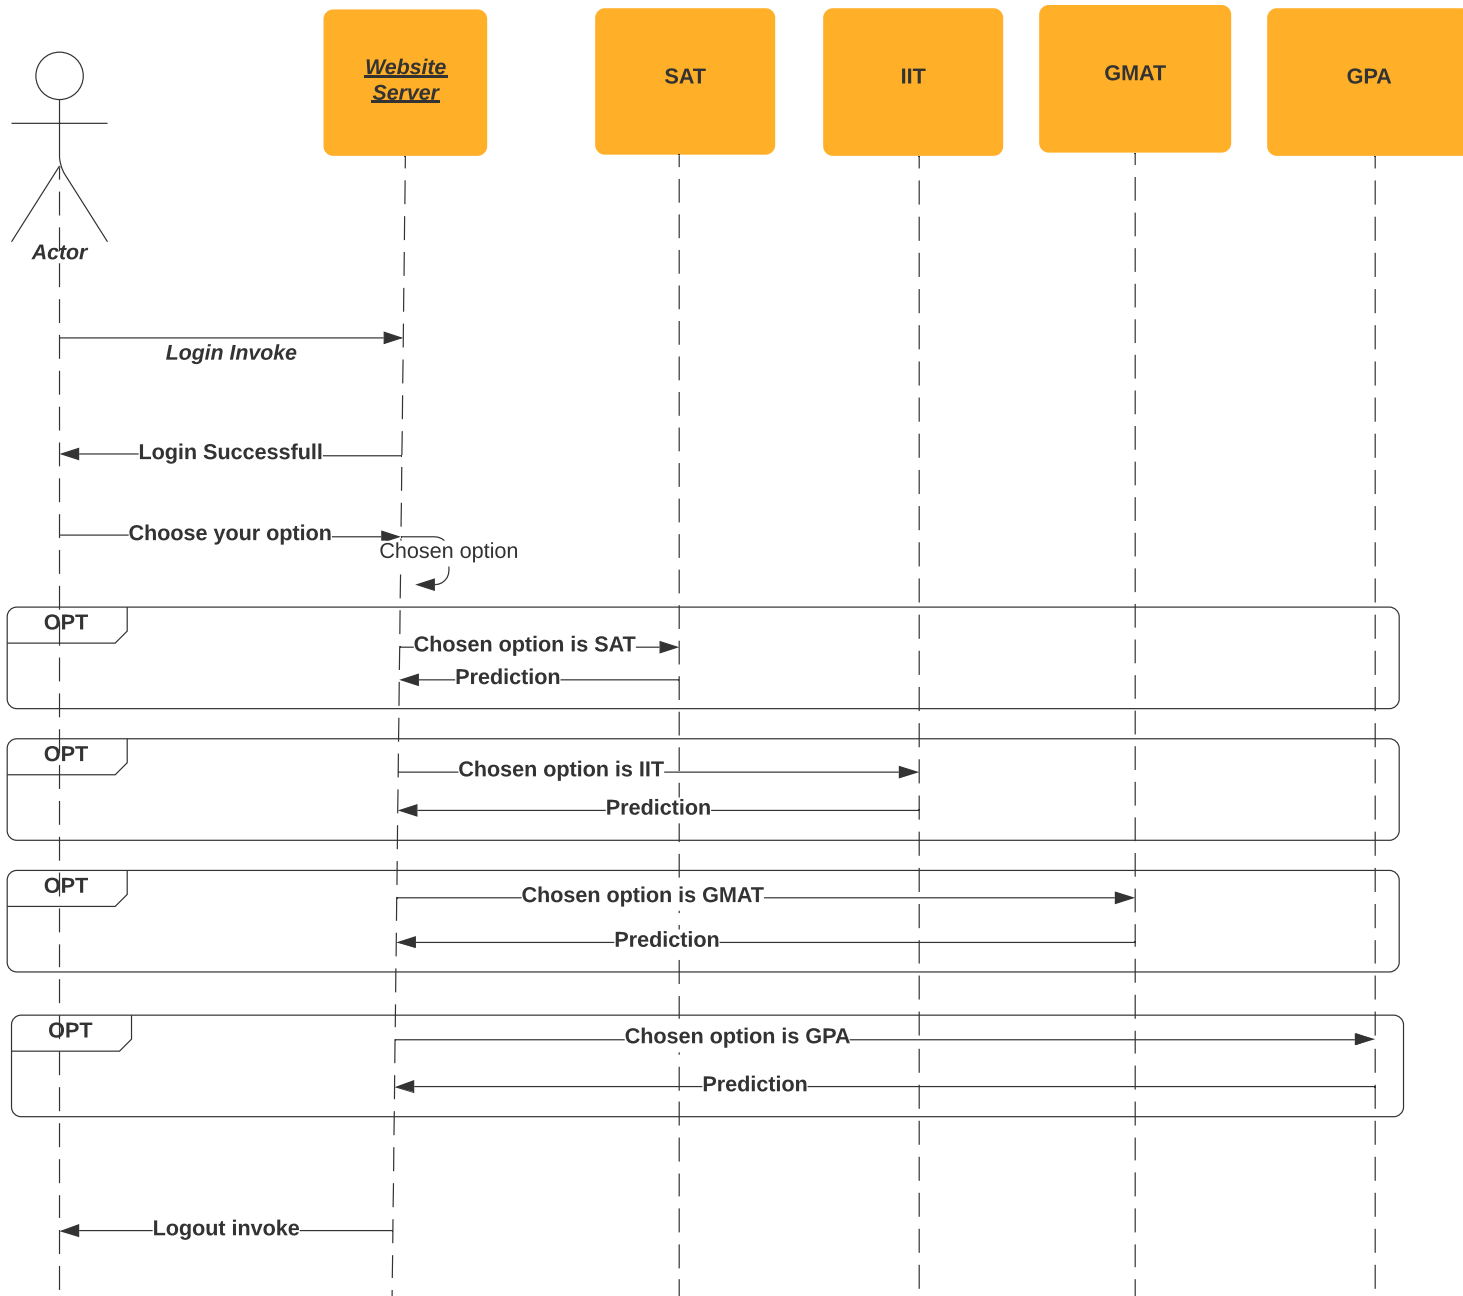 Website
Server
SAT
IIT
GMAT
GPA
Actor
Login Invoke
Login Successfull
Choose your option
Chosen option
OPT
Chosen option is SAT
Prediction
OPT
Chosen option is IIT
Prediction
OPT
Chosen option is GMAT
Prediction
OPT
Chosen option is GPA
Prediction
Logout invoke